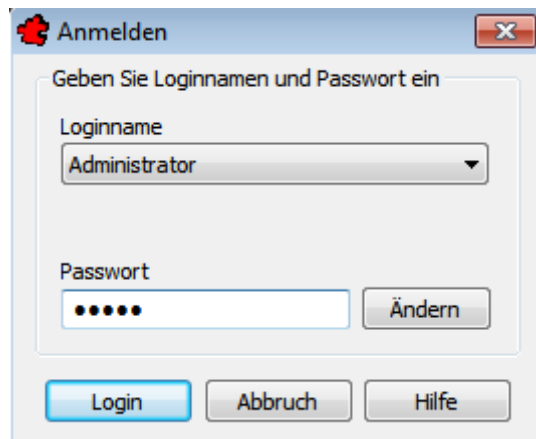 Anmelden
Geben Sie Loginnamen und Passwort ein
Loginname
Administrator
Passwort
●●●●●
Ändern
Login Abbruch Hilfe